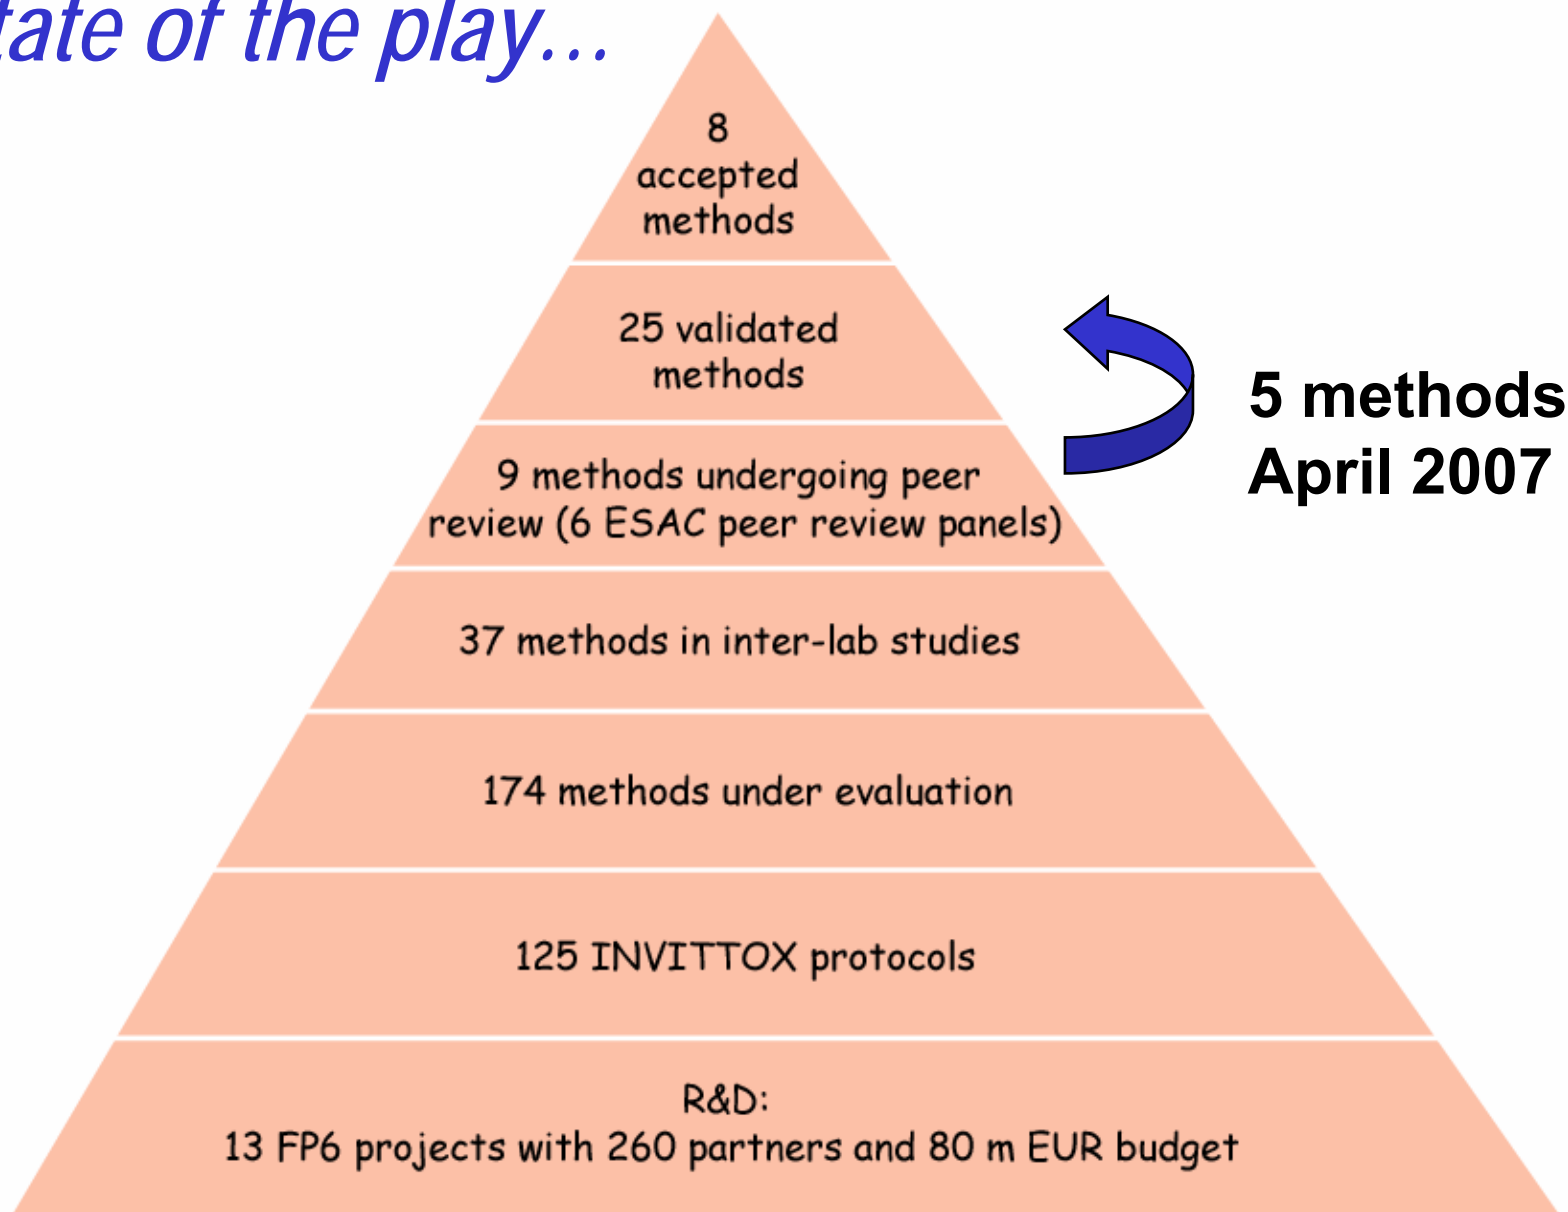 tate of the play...
8
accepted
methods
25 validated
methods
5 methods
April 2007
9 methods undergoing peer
review (6 ESAC peer review panels)
37 methods in inter-lab studies
174 methods under evaluation
125 INVITTOX protocols
R&D:
13 FP6 projects with 260 partners and 80 m EUR budget